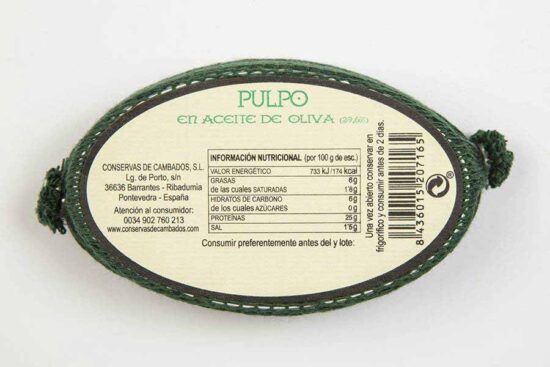 PULPO
EN ACEITE DE OLIVA (29,6%)
CONSERVAS DE CAMBADOS, S.L.
Lg. de Porto, s/n
36636 Barrantes - Ribadumia
Pontevedra - España
Atención al consumidor:
0034 902 760 213
www.conservasdecambados.com
INFORMACIÓN NUTRICIONAL (por 100 g de esc.)
VALOR ENERGÉTICO 733 kJ/174 kcal
GRASAS 6g
de las cuales SATURADAS 1'8g
HIDRATOS DE CARBONO 6g
de los cuales AZÚCARES 0g
PROTEÍNAS 25g
SAL 1'5g
Consumir preferentemente antes del y lote:
Una vez abierto conservar en
frigorífico y consumir antes de 2 días.
8 436015 207165